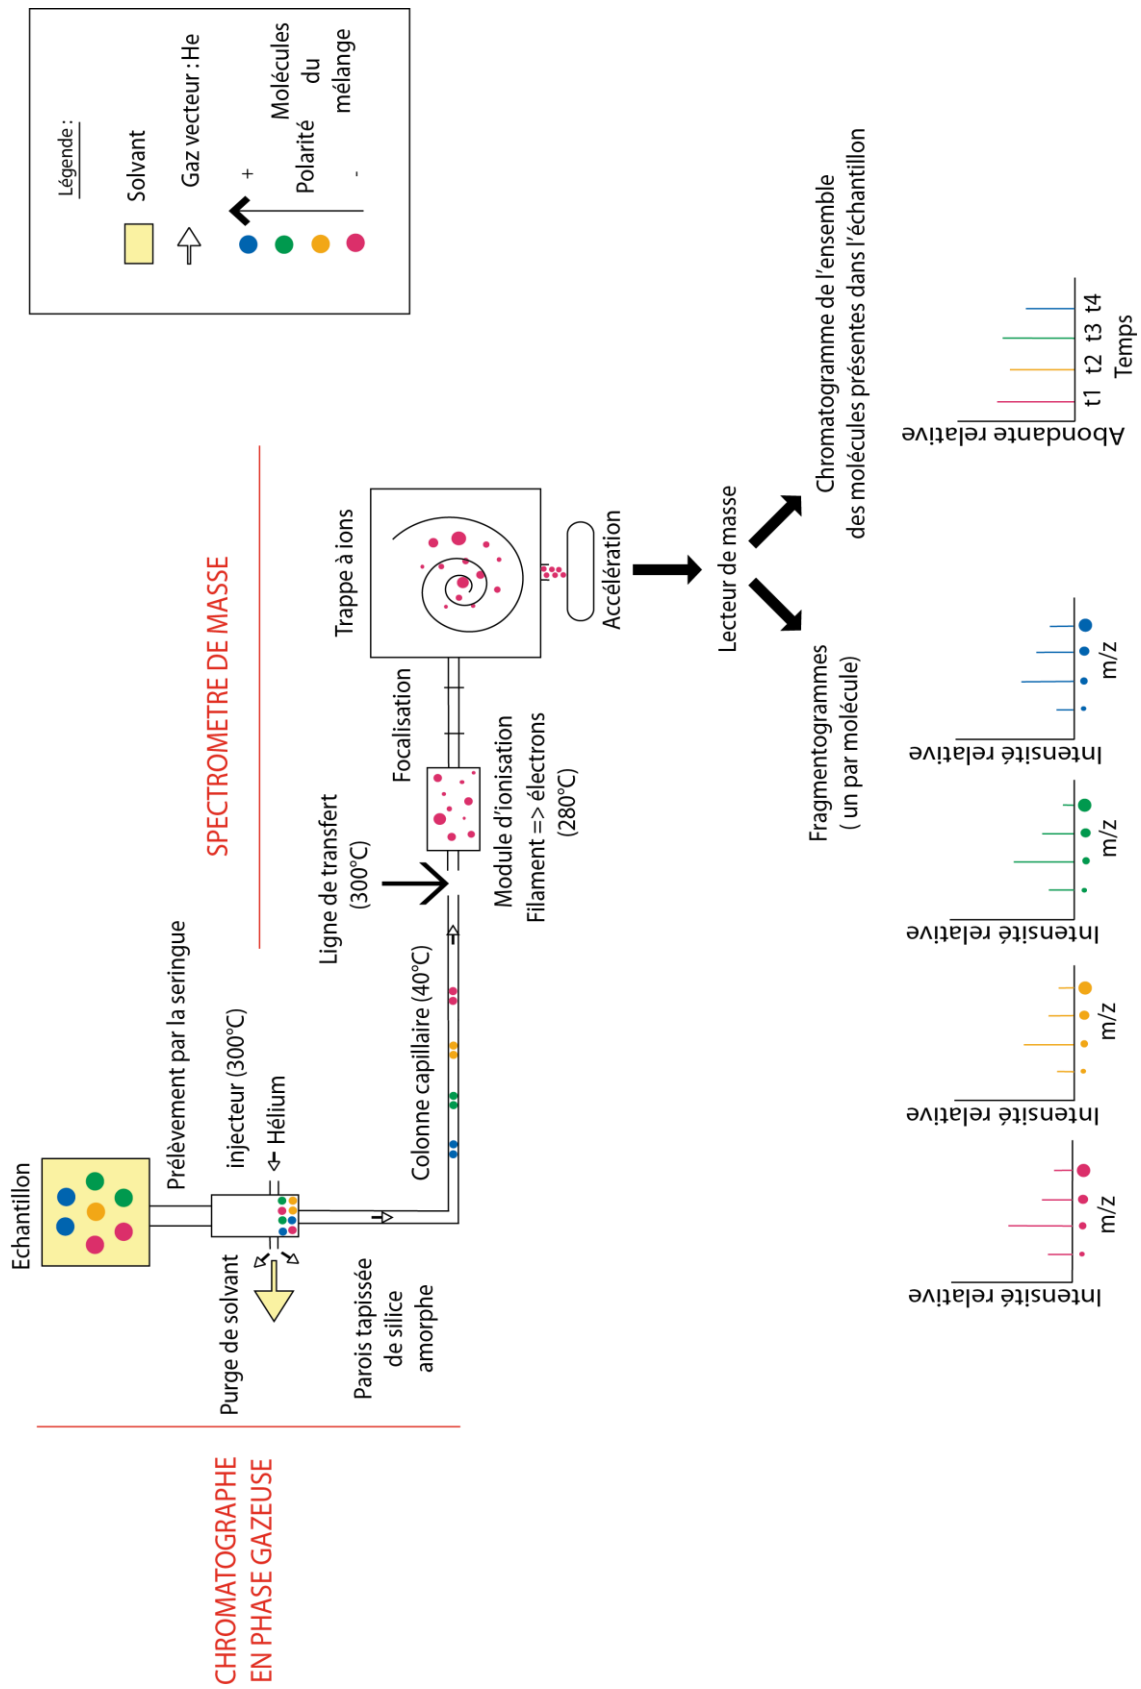 Légende :
Solvant
Gaz vecteur : He
+
Polarité
-
Molécules
du
mélange
CHROMATOGRAPHE
EN PHASE GAZEUSE
SPECTROMETRE DE MASSE
Echantillon
Prélèvement par la seringue
injecteur (300°C)
Hélium
Purge de solvant
Parois tapissée
de silice
amorphe
Colonne capillaire (40°C)
Ligne de transfert
(300°C)
Module d'ionisation
Filament => électrons
(280°C)
Focalisation
Trappe à ions
Accélération
Lecteur de masse
Fragmentogrammes
( un par molécule)
Chromatogramme de l'ensemble
des molécules présentes dans l'échantillon
Intensité relative
m/z
Intensité relative
m/z
Intensité relative
m/z
Intensité relative
m/z
Abondante relative
t1 t2 t3 t4
Temps